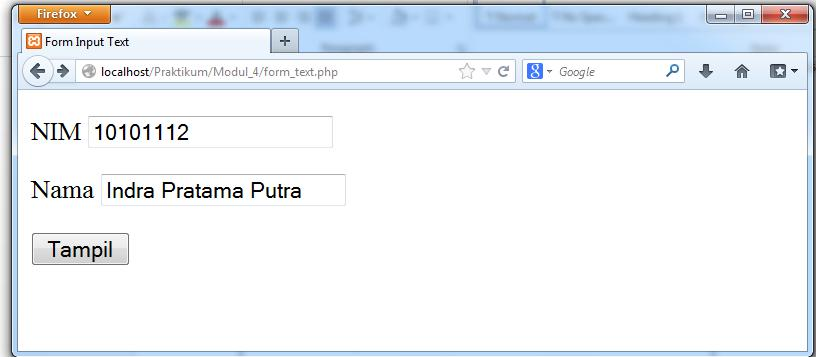 Firefox
Form Input Text
localhost/Praktikum/Modul_4/form_text.php
Google
NIM 10101112
Nama Indra Pratama Putra
Tampil